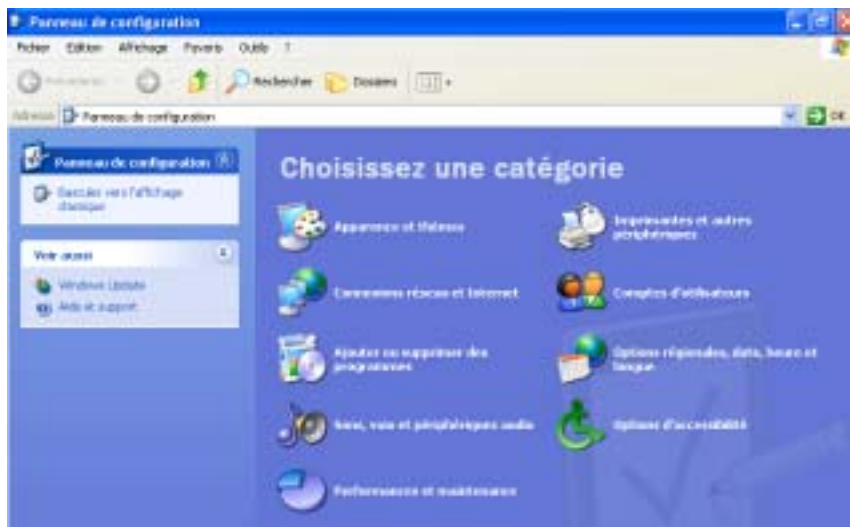 Panneau de configuration
Fichier Edition Affichage Favoris Outils ?
Rechercher Dossiers
Adresse Panneau de configuration OK
Panneau de configuration
Basculer vers l'affichage
classique
Voir aussi
Windows Update
Aide et support
Choisissez une catégorie
Apparence et thèmes
Imprimantes et autres
périphériques
Connexions réseau et Internet
Comptes d'utilisateurs
Ajouter ou supprimer des
programmes
Options régionales, date, heure et
langue
Sons, voix et périphériques audio
Options d'accessibilité
Performances et maintenance